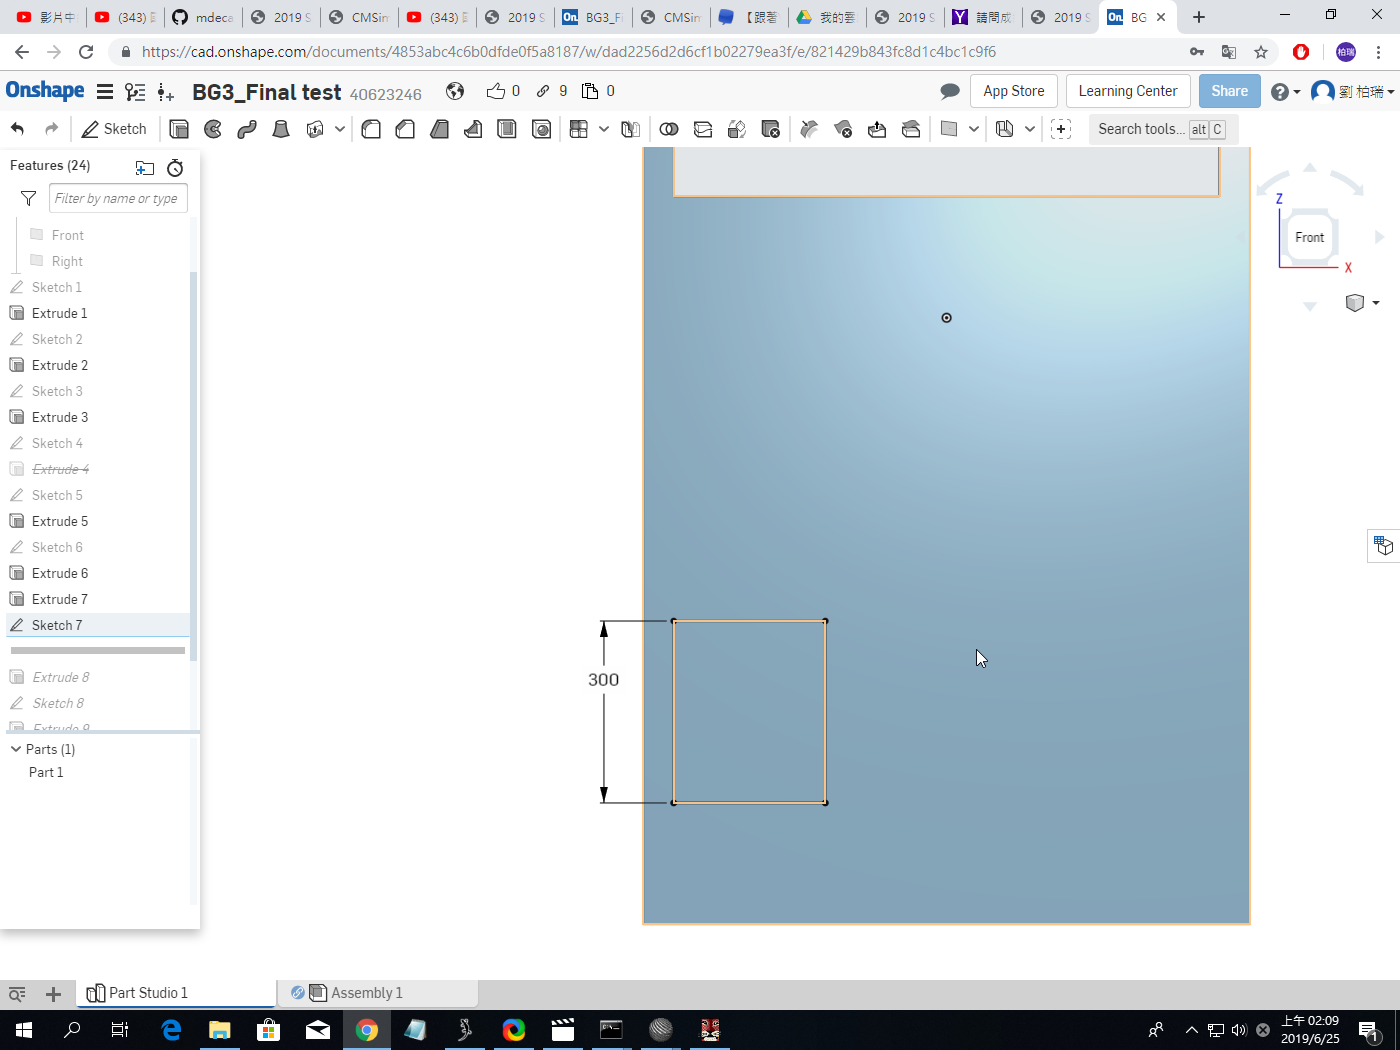 影片中
(343) 
mdeca
2019 S
CMSin
(343) 
2019 S
BG3_Fi
CMSin
2019 S
【跟著
我的雲
2019 S
請問成
2019 S
BG
https://cad.onshape.com/documents/4853abc4c6b0dfde0f5a8187/w/dad2256d2d6cf1b02279ea3f/e/821429b843fc8d1c4bc1c9f6
柏瑞
Onshape
BG3_Final test 40623246
0
9
0
App Store
Learning Center
Share
劉 柏瑞
Sketch
Search tools... alt C
Features (24)
Filter by name or type
Front
Right
Sketch 1
Extrude 1
Sketch 2
Extrude 2
Sketch 3
Extrude 3
Sketch 4
Extrude 4
Sketch 5
Extrude 5
Sketch 6
Extrude 6
Extrude 7
Sketch 7
Extrude 8
Sketch 8
Extrude 9
Parts (1)
Part 1
300
Z
Front
X
Part Studio 1
Assembly 1
上午 02:09
2019/6/25
1